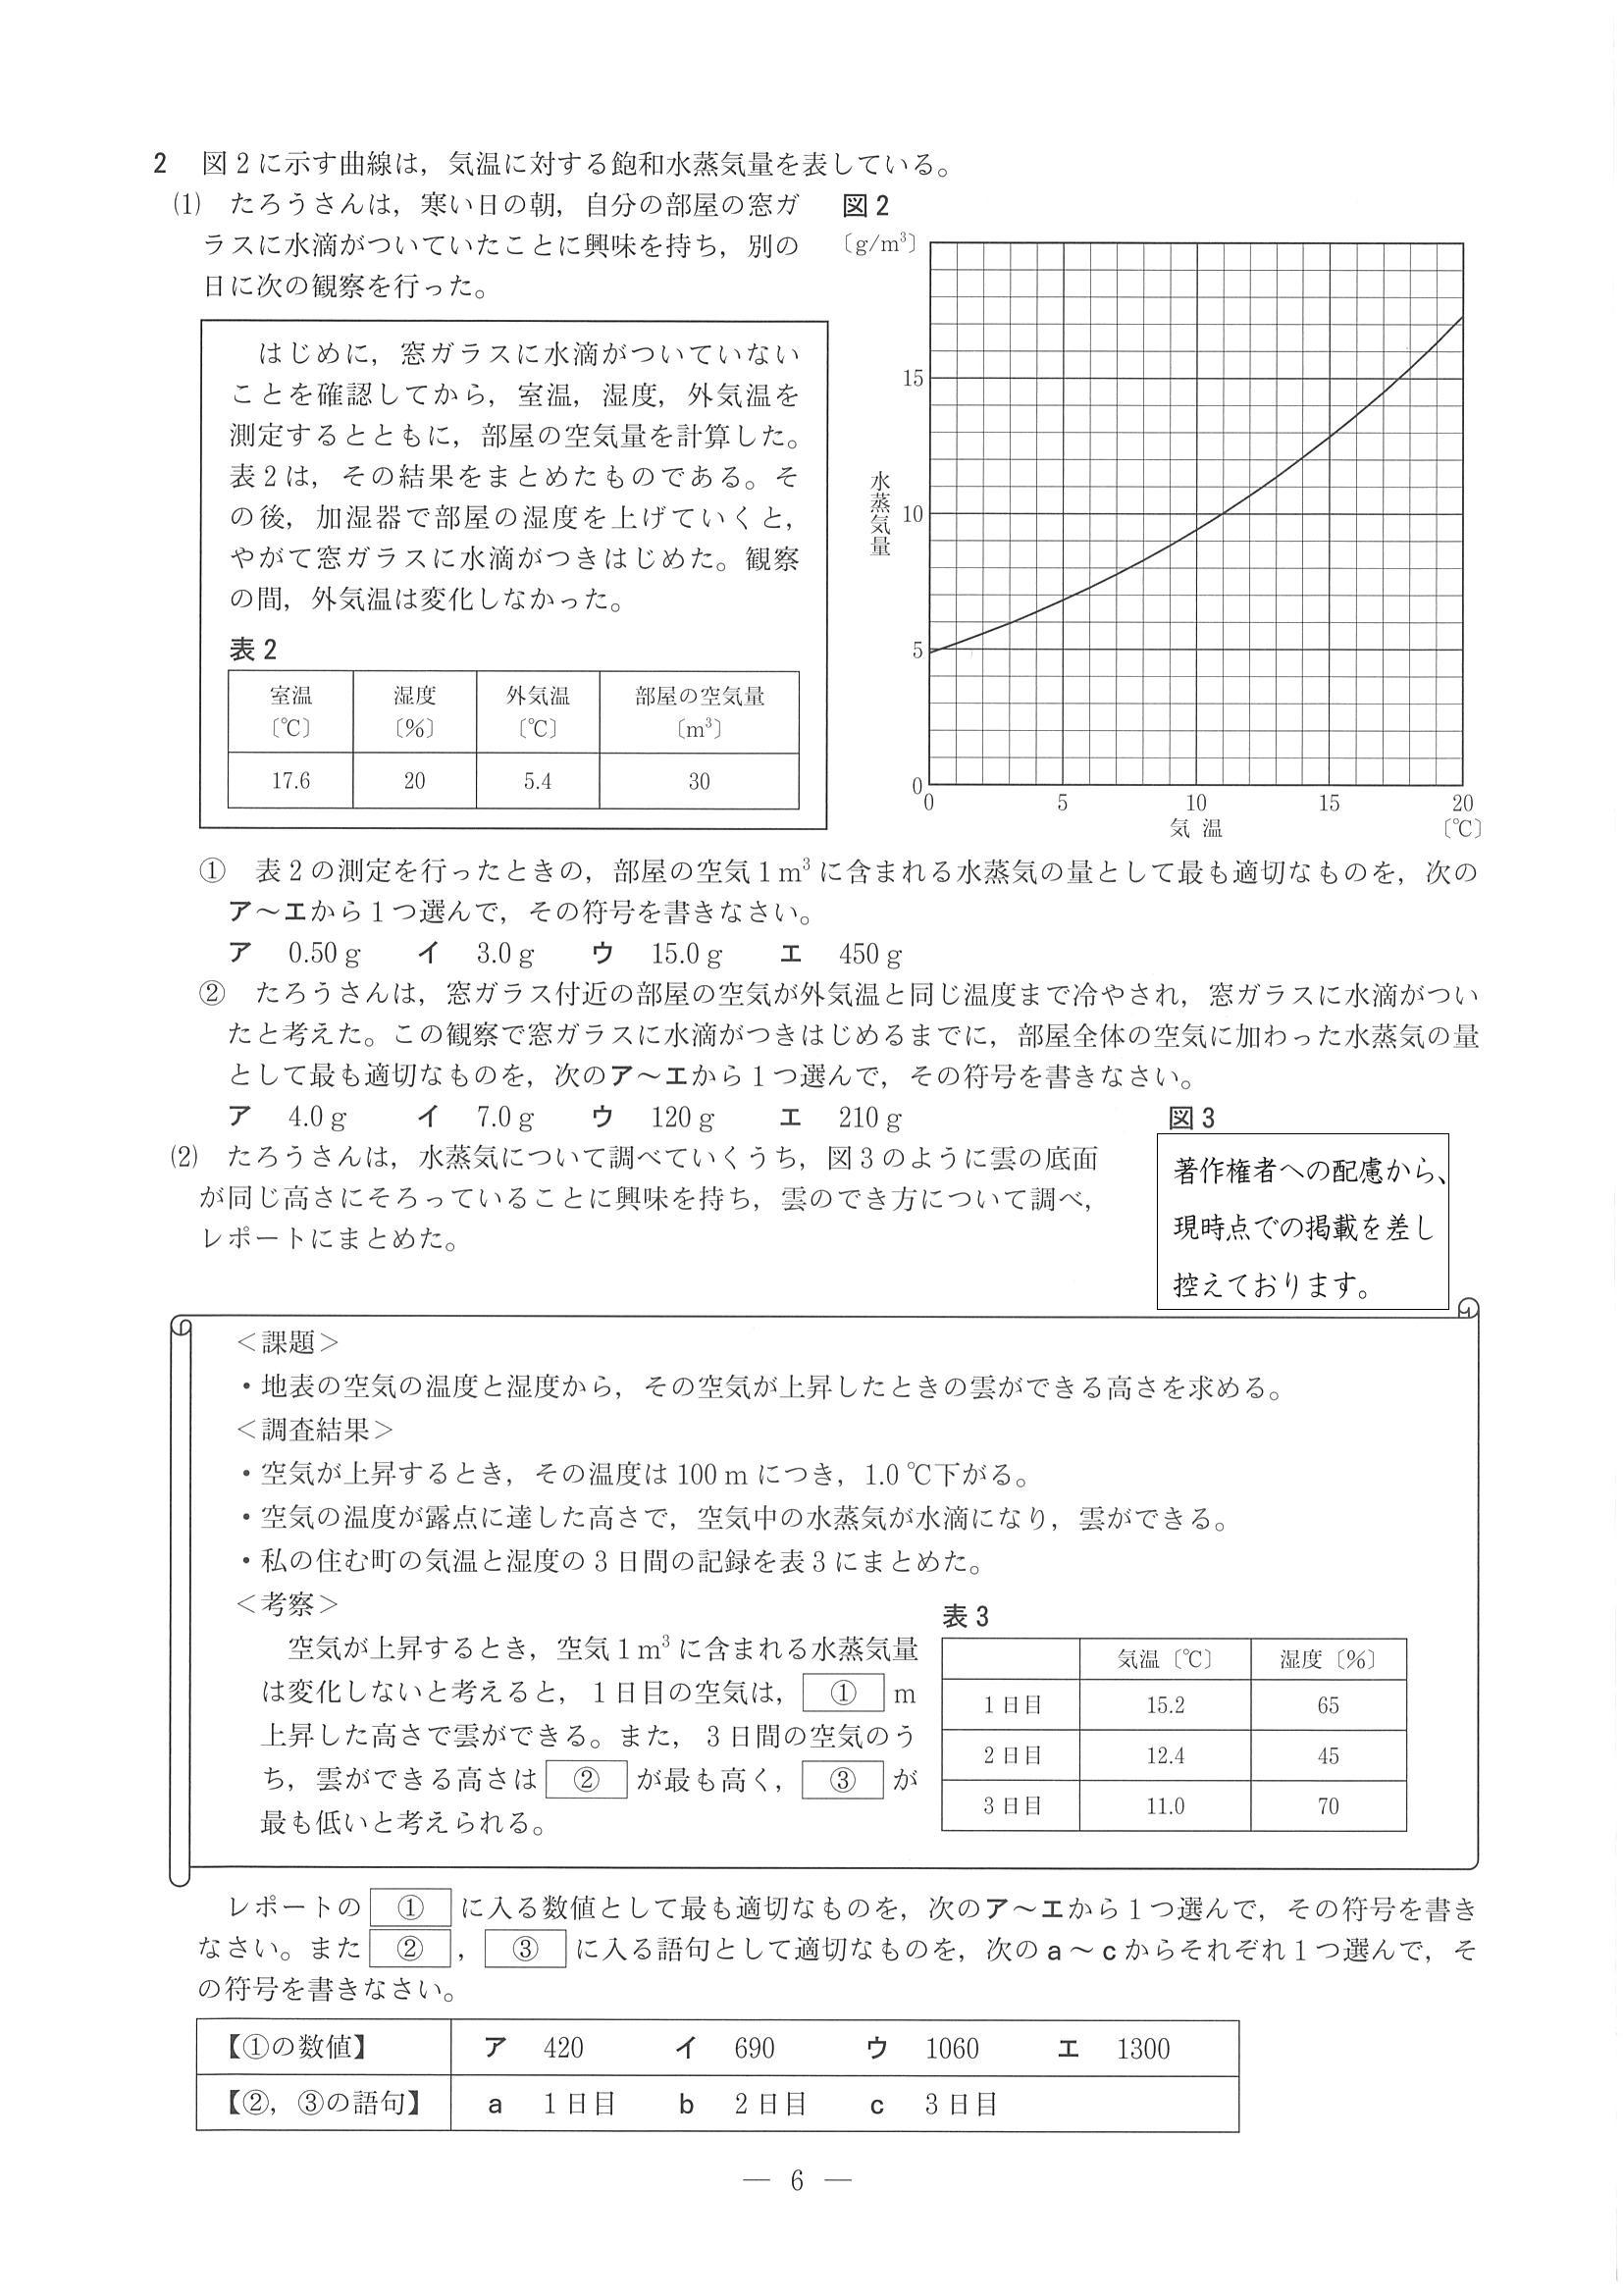 2　図2に示す曲線は，気温に対する飽和水蒸気量を表している。
(1)　たろうさんは，寒い日の朝，自分の部屋の窓ガ
ラスに水滴がついていたことに興味を持ち，別の
日に次の観察を行った。
はじめに，窓ガラスに水滴がついていない
ことを確認してから，室温，湿度，外気温を
測定するとともに，部屋の空気量を計算した。
表2は，その結果をまとめたものである。そ
の後，加湿器で部屋の湿度を上げていくと，
やがて窓ガラスに水滴がつきはじめた。観察
の間，外気温は変化しなかった。
表2
室温〔℃〕　湿度〔%〕　外気温〔℃〕　部屋の空気量〔m³〕
17.6　20　5.4　30
図2
〔g/m³〕
15
10
5
0
水蒸気量
0　5　10　15　20
気温　〔℃〕
①　表2の測定を行ったときの，部屋の空気1m³に含まれる水蒸気の量として最も適切なものを，次の
ア〜エから1つ選んで，その符号を書きなさい。
ア　0.50g　イ　3.0g　ウ　15.0g　エ　450g
②　たろうさんは，窓ガラス付近の部屋の空気が外気温と同じ温度まで冷やされ，窓ガラスに水滴がつい
たと考えた。この観察で窓ガラスに水滴がつきはじめるまでに，部屋全体の空気に加わった水蒸気の量
として最も適切なものを，次のア〜エから1つ選んで，その符号を書きなさい。
ア　4.0g　イ　7.0g　ウ　120g　エ　210g
(2)　たろうさんは，水蒸気について調べていくうち，図3のように雲の底面
が同じ高さにそろっていることに興味を持ち，雲のでき方について調べ，
レポートにまとめた。
図3
著作権者への配慮から、
現時点での掲載を差し
控えております。
＜課題＞
・地表の空気の温度と湿度から，その空気が上昇したときの雲ができる高さを求める。
＜調査結果＞
・空気が上昇するとき，その温度は100mにつき，1.0℃下がる。
・空気の温度が露点に達した高さで，空気中の水蒸気が水滴になり，雲ができる。
・私の住む町の気温と湿度の3日間の記録を表3にまとめた。
＜考察＞
空気が上昇するとき，空気1m³に含まれる水蒸気量
は変化しないと考えると，1日目の空気は，①m
上昇した高さで雲ができる。また，3日間の空気のう
ち，雲ができる高さは②が最も高く，③が
最も低いと考えられる。
表3
気温〔℃〕　湿度〔%〕
1日目　15.2　65
2日目　12.4　45
3日目　11.0　70
レポートの①に入る数値として最も適切なものを，次のア〜エから1つ選んで，その符号を書き
なさい。また②，③に入る語句として適切なものを，次のa〜cからそれぞれ1つ選んで，そ
の符号を書きなさい。
【①の数値】　ア　420　イ　690　ウ　1060　エ　1300
【②，③の語句】　a　1日目　b　2日目　c　3日目
— 6 —